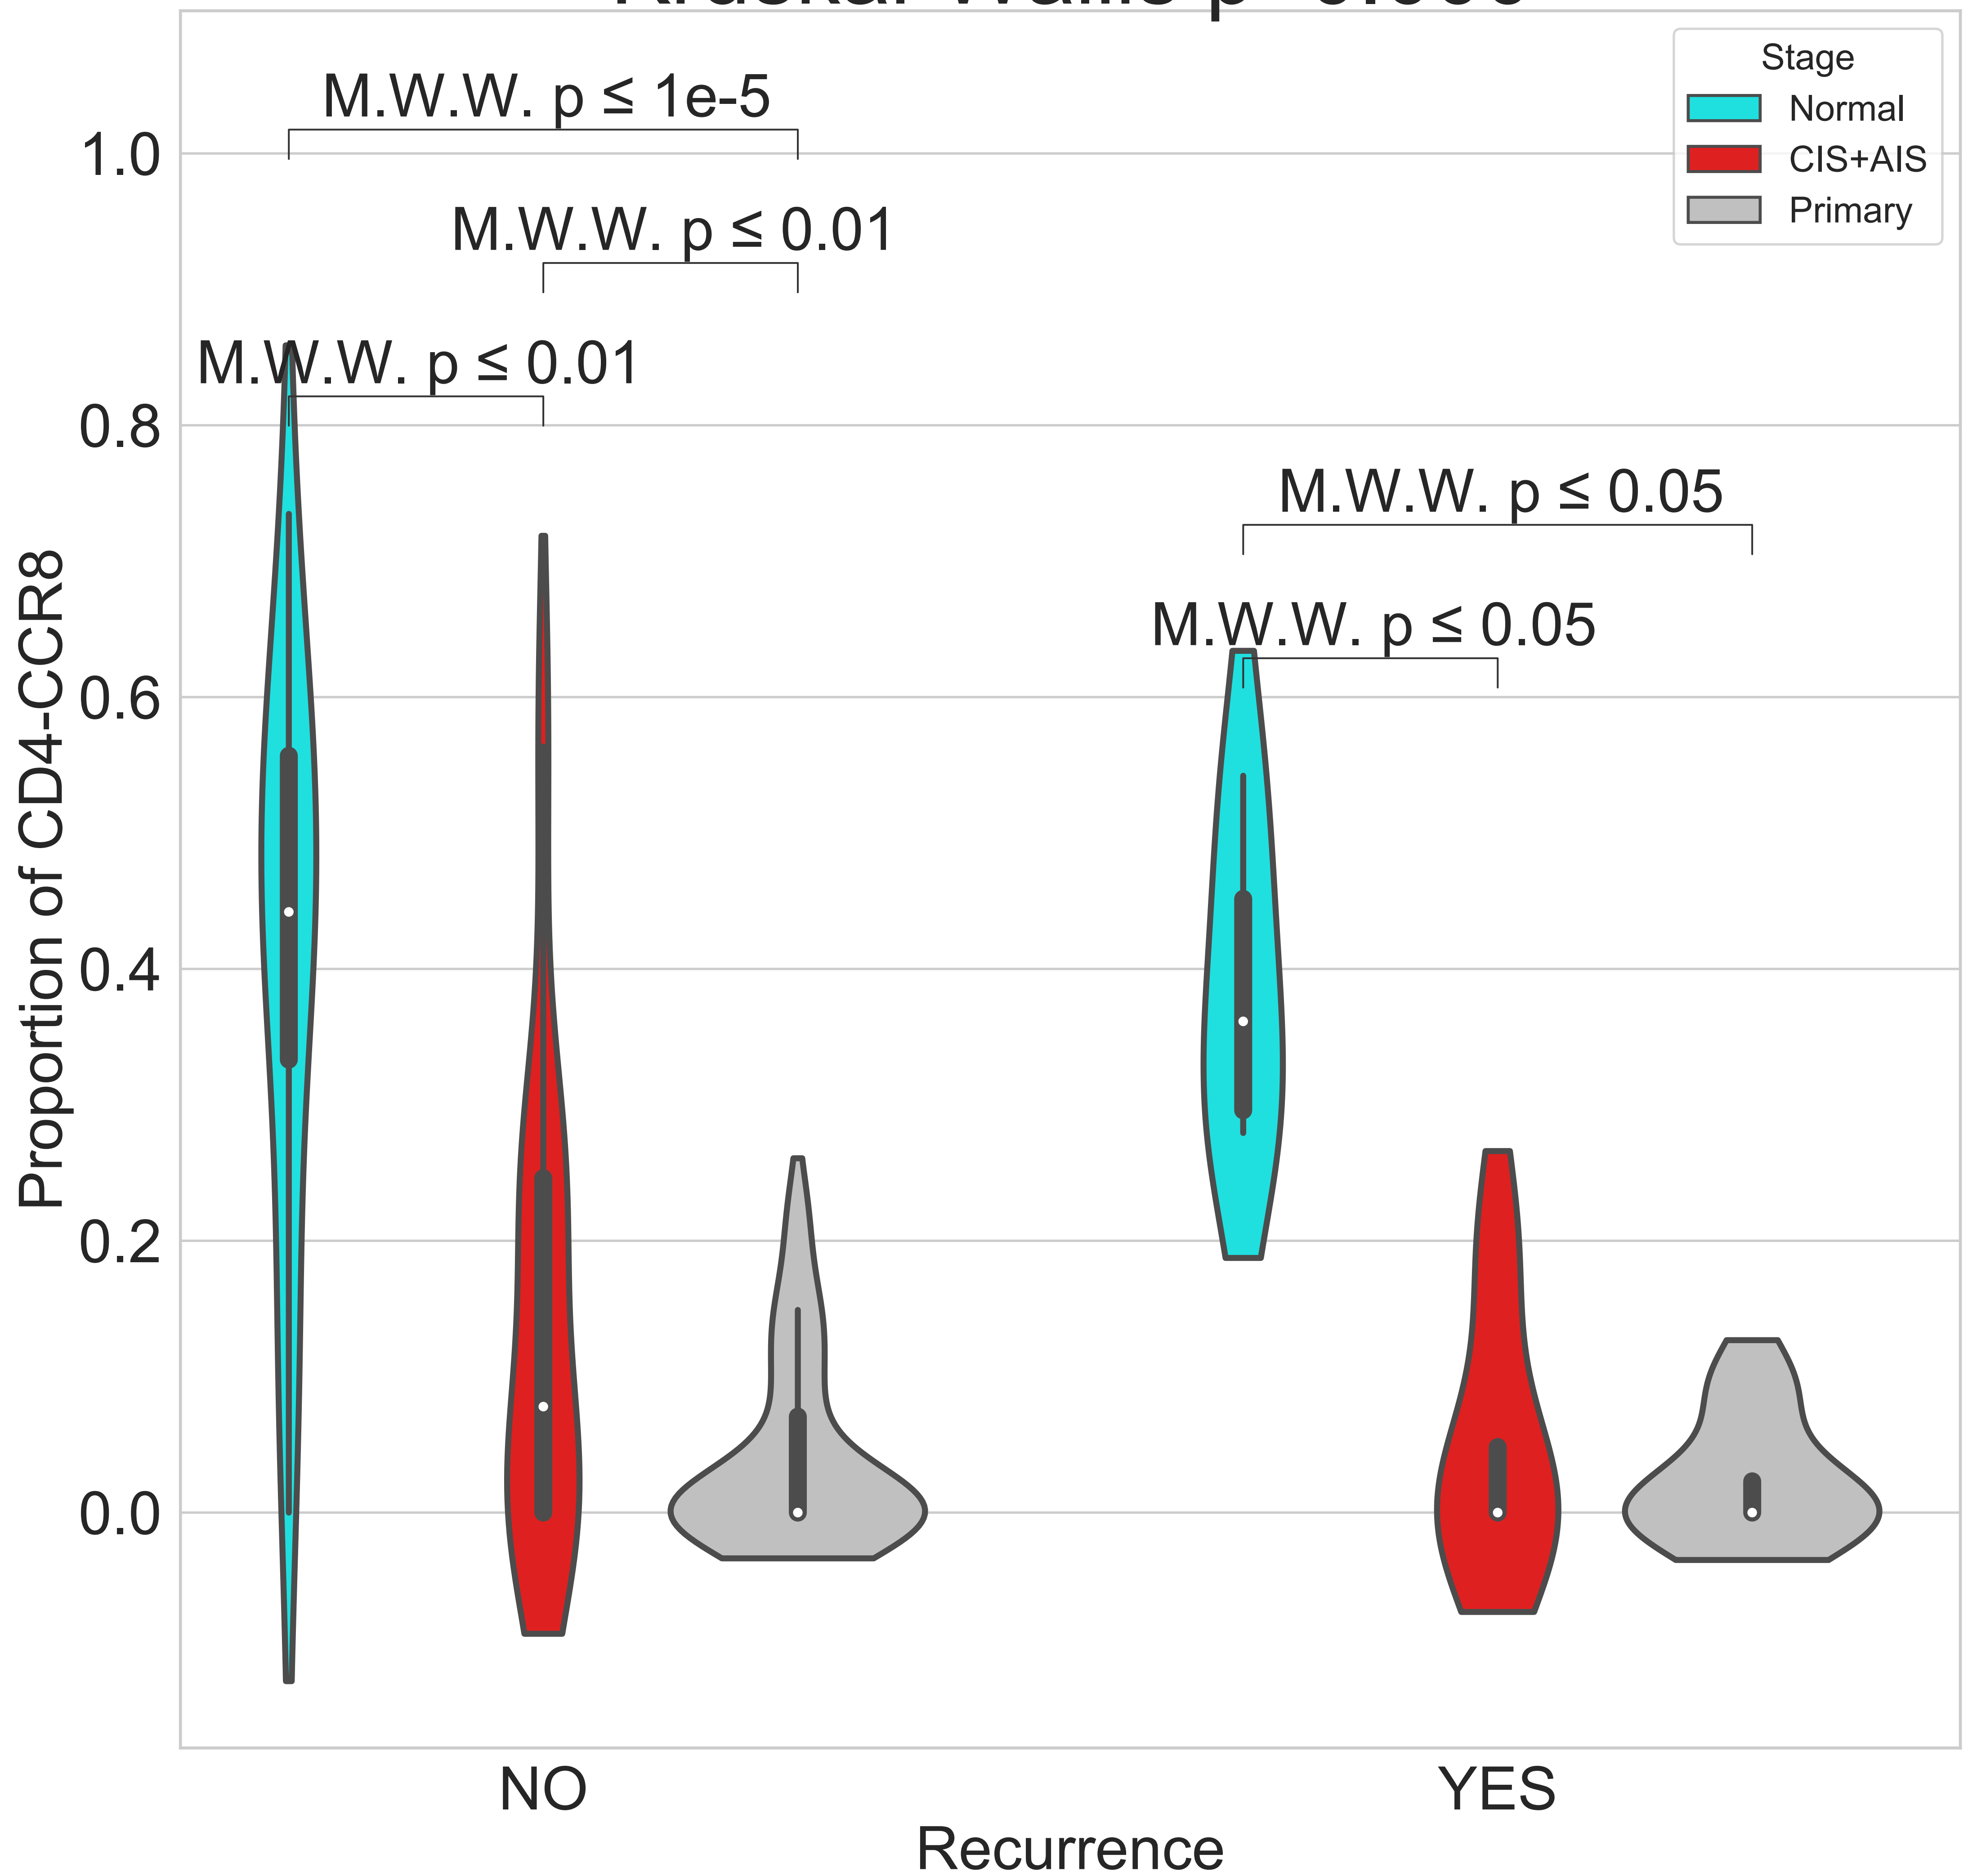 Stage
Normal
CIS+AIS
Primary
M.W.W. p ≤ 1e-5
M.W.W. p ≤ 0.01
M.W.W. p ≤ 0.01
M.W.W. p ≤ 0.05
M.W.W. p ≤ 0.05
1.0
0.8
0.6
0.4
0.2
0.0
Proportion of CD4-CCR8
NO
YES
Recurrence